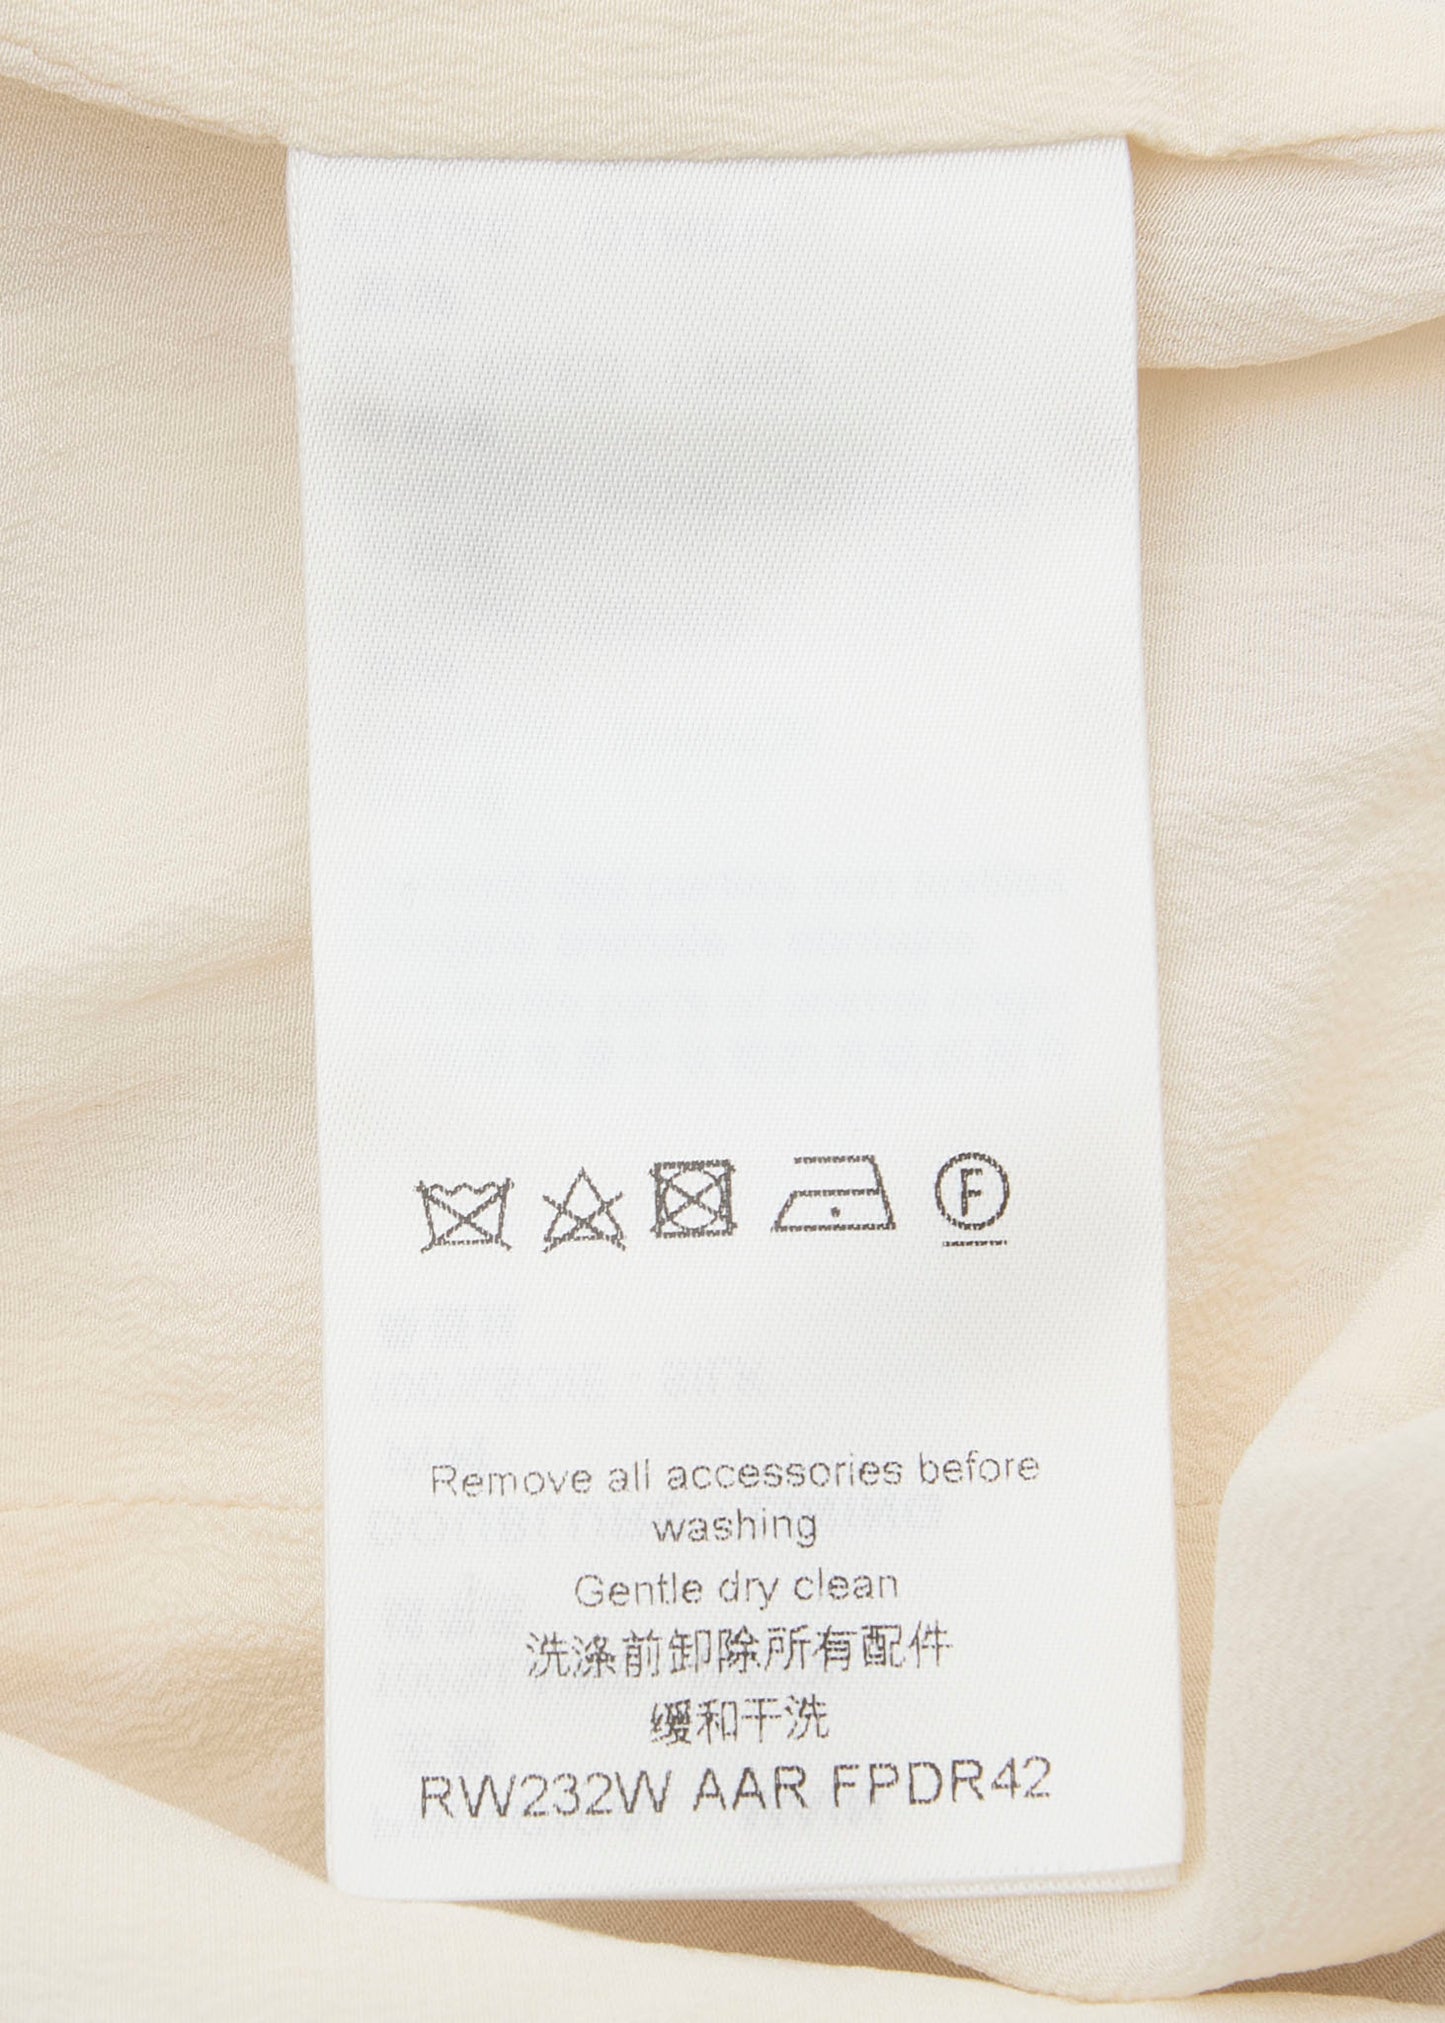 F
Remove all accessories before
washing
Gentle dry clean
洗涤前卸除所有配件
缓和干洗
RW232W AAR FPDR42